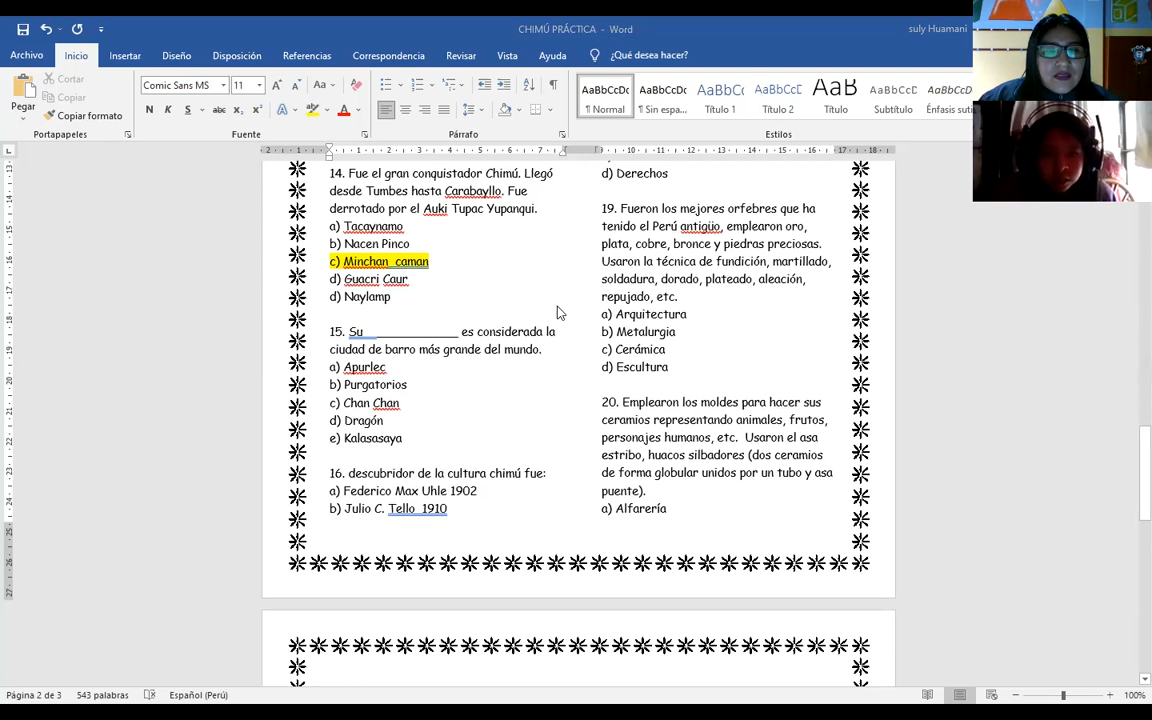 CHIMÚ PRÁCTICA - Word
suly Huamani
Archivo Inicio Insertar Diseño Disposición Referencias Correspondencia Revisar Vista Ayuda ¿Qué desea hacer?
Pegar
Cortar
Copiar
Copiar formato
Comic Sans MS 11
Portapapeles Fuente Párrafo Estilos
AaBbCcDc AaBbCcDc AaBbCc AaBbCcD AaB AaBbCcD AaBbCcDc
¶ Normal ¶ Sin espa... Título 1 Título 2 Título Subtítulo Énfasis suti...
14. Fue el gran conquistador Chimú. Llegó
desde Tumbes hasta Carabayllo. Fue
derrotado por el Auki Tupac Yupanqui.
a) Tacaynamo
b) Nacen Pinco
c) Minchan caman
d) Guacri Caur
d) Naylamp
15. Su ______________ es considerada la
ciudad de barro más grande del mundo.
a) Apurlec
b) Purgatorios
c) Chan Chan
d) Dragón
e) Kalasasaya
16. descubridor de la cultura chimú fue:
a) Federico Max Uhle 1902
b) Julio C. Tello 1910
d) Derechos
19. Fueron los mejores orfebres que ha
tenido el Perú antigüo, emplearon oro,
plata, cobre, bronce y piedras preciosas.
Usaron la técnica de fundición, martillado,
soldadura, dorado, plateado, aleación,
repujado, etc.
a) Arquitectura
b) Metalurgia
c) Cerámica
d) Escultura
20. Emplearon los moldes para hacer sus
ceramios representando animales, frutos,
personajes humanos, etc. Usaron el asa
estribo, huacos silbadores (dos ceramios
de forma globular unidos por un tubo y asa
puente).
a) Alfarería
Página 2 de 3 543 palabras Español (Perú) 100%